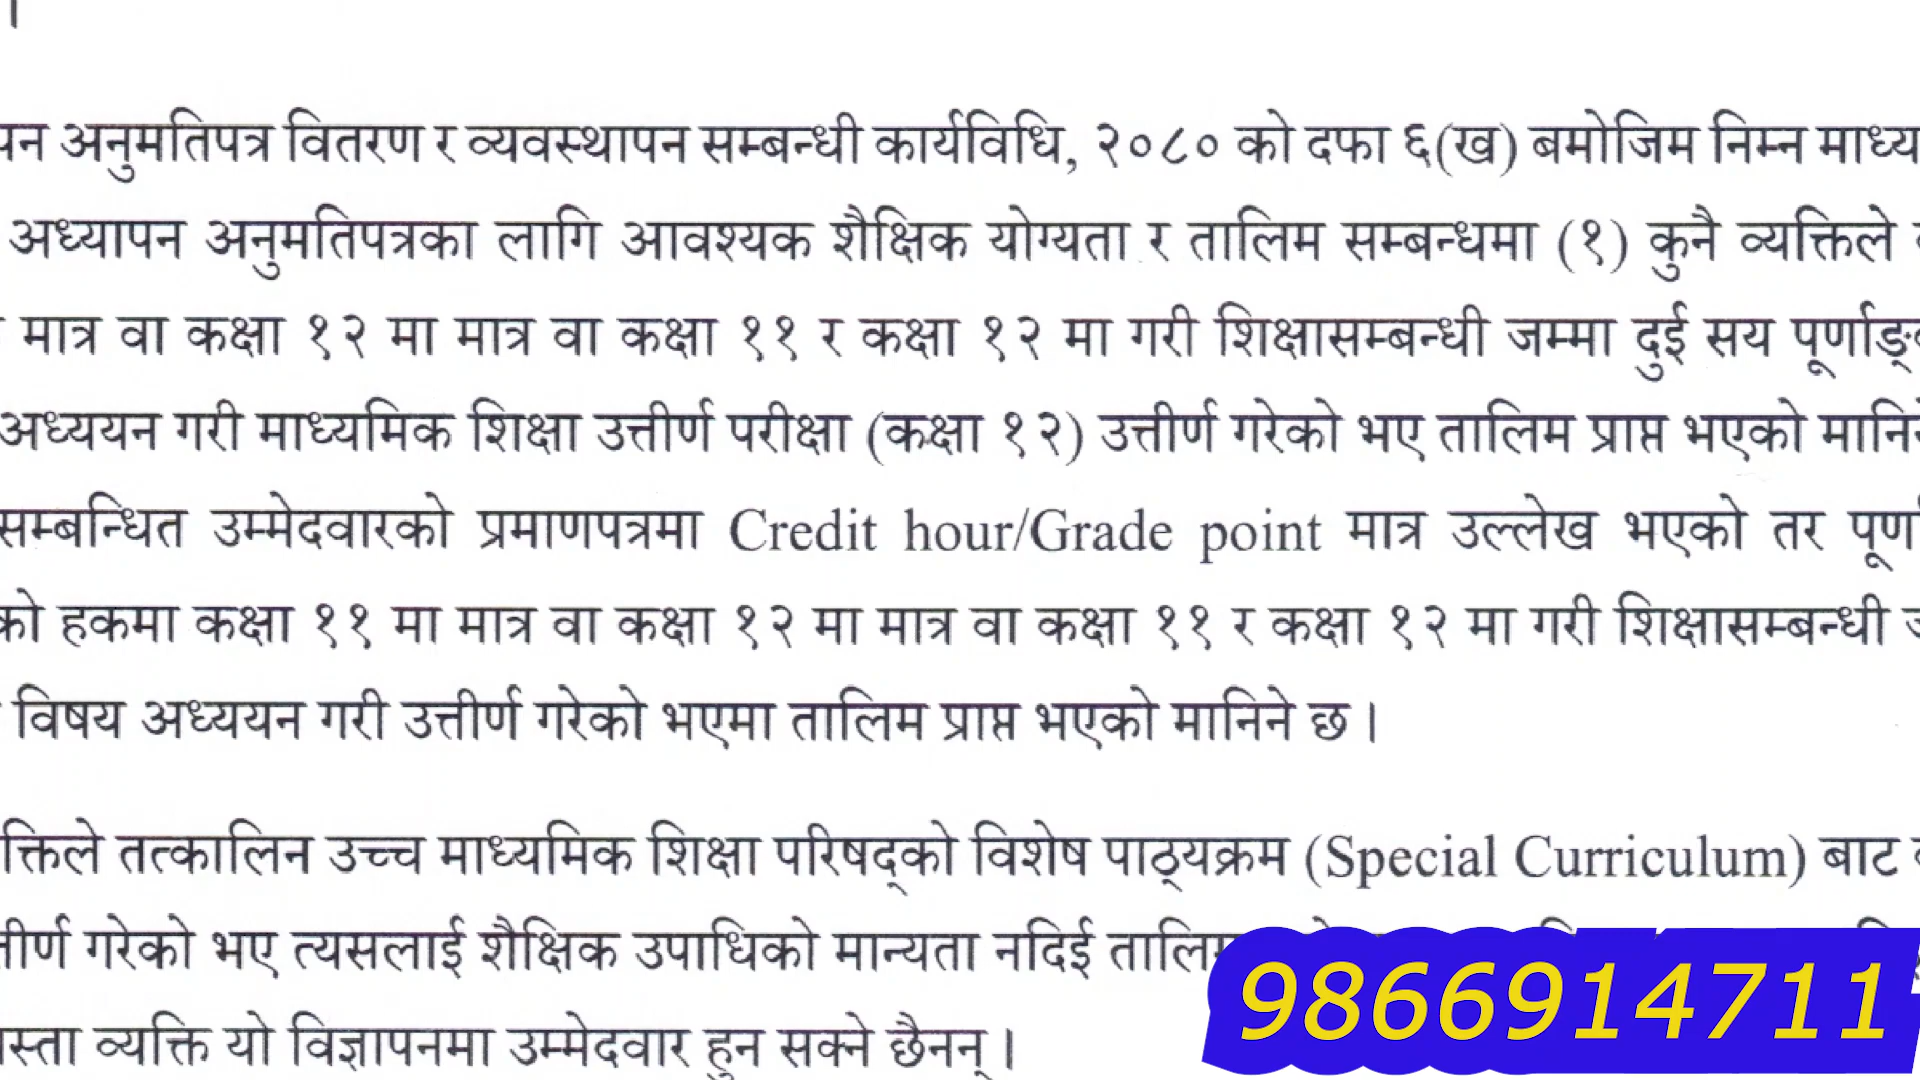 ।
पन अनुमतिपत्र वितरण र व्यवस्थापन सम्बन्धी कार्यविधि, २०८० को दफा ६(ख) बमोजिम निम्न माध्य
अध्यापन अनुमतिपत्रका लागि आवश्यक शैक्षिक योग्यता र तालिम सम्बन्धमा (१) कुनै व्यक्तिले
मात्र वा कक्षा १२ मा मात्र वा कक्षा ११ र कक्षा १२ मा गरी शिक्षासम्बन्धी जम्मा दुई सय पूर्णाङ्
अध्ययन गरी माध्यमिक शिक्षा उत्तीर्ण परीक्षा (कक्षा १२) उत्तीर्ण गरेको भए तालिम प्राप्त भएको मानिने
सम्बन्धित उम्मेदवारको प्रमाणपत्रमा Credit hour/Grade point मात्र उल्लेख भएको तर पूर्ण
को हकमा कक्षा ११ मा मात्र वा कक्षा १२ मा मात्र वा कक्षा ११ र कक्षा १२ मा गरी शिक्षासम्बन्धी
विषय अध्ययन गरी उत्तीर्ण गरेको भएमा तालिम प्राप्त भएको मानिने छ ।
क्तिले तत्कालिन उच्च माध्यमिक शिक्षा परिषद्को विशेष पाठ्यक्रम (Special Curriculum) बाट
तीर्ण गरेको भए त्यसलाई शैक्षिक उपाधिको मान्यता नदिई
स्ता व्यक्ति यो विज्ञापनमा उम्मेदवार हुन सक्ने छैनन् ।
9866914711